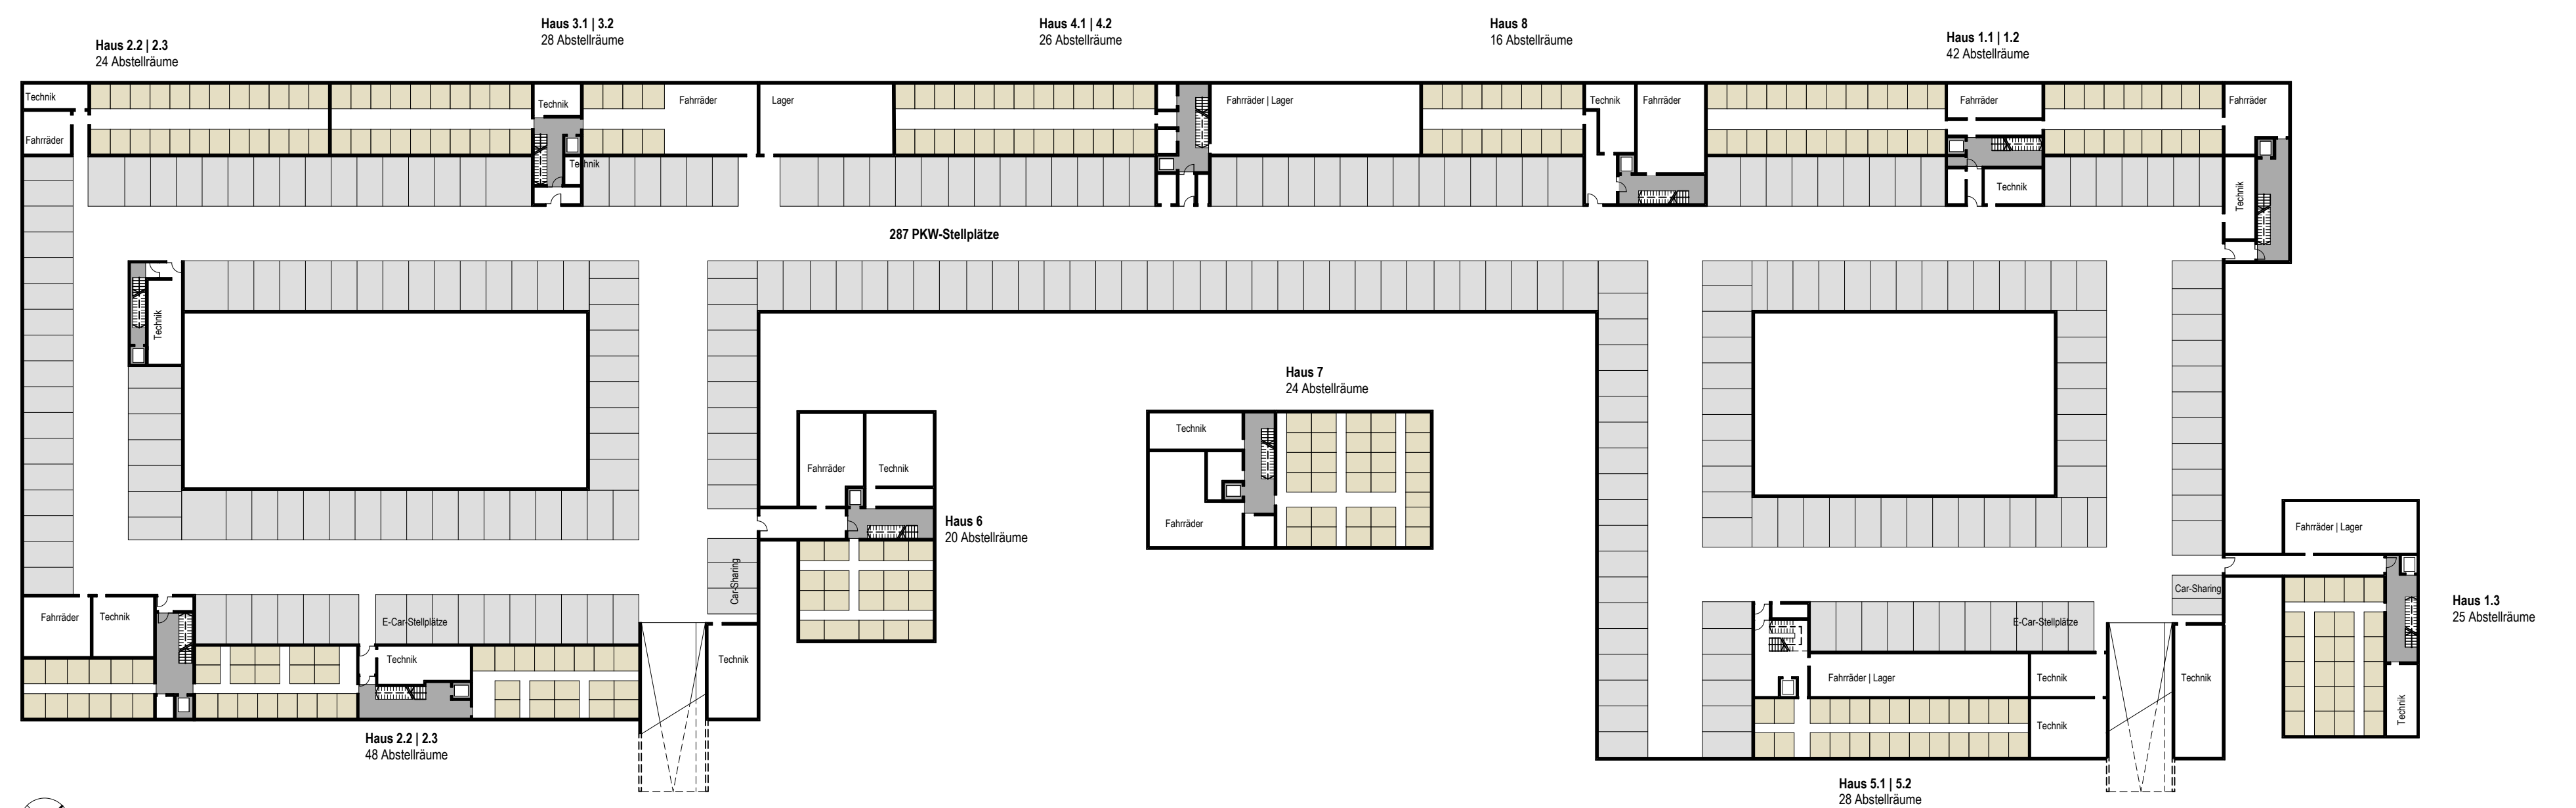 Haus 3.1 | 3.2
28 Abstellräume
Haus 4.1 | 4.2
26 Abstellräume
Haus 8
16 Abstellräume
Haus 2.2 | 2.3
24 Abstellräume
Haus 1.1 | 1.2
42 Abstellräume
Technik
Technik
Fahrräder
Lager
Fahrräder | Lager
Technik
Fahrräder
Fahrräder
Fahrräder
Fahrräder
Technik
Technik
Technik
287 PKW-Stellplätze
Technik
Haus 7
24 Abstellräume
Technik
Fahrräder
Technik
Fahrräder
Haus 6
20 Abstellräume
Fahrräder | Lager
Car-Sharing
Car-Sharing
Haus 1.3
25 Abstellräume
Fahrräder
Technik
E-Car-Stellplätze
E-Car-Stellplätze
Technik
Technik
Fahrräder | Lager
Technik
Technik
Technik
Technik
Haus 2.2 | 2.3
48 Abstellräume
Haus 5.1 | 5.2
28 Abstellräume